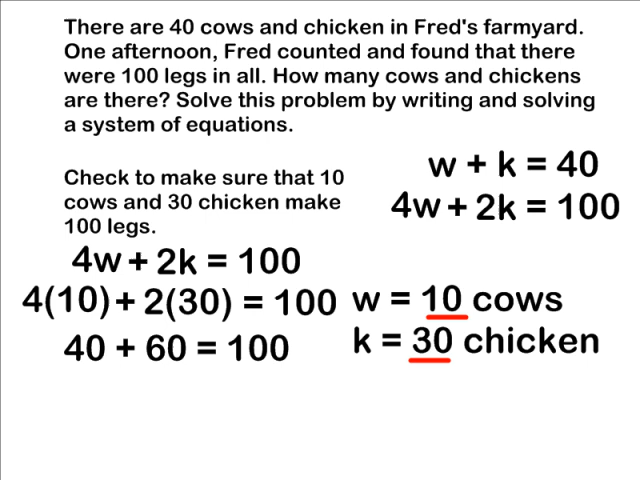 There are 40 cows and chicken in Fred's farmyard.
One afternoon, Fred counted and found that there
were 100 legs in all. How many cows and chickens
are there? Solve this problem by writing and solving
a system of equations.
w + k = 40
4w + 2k = 100
Check to make sure that 10
cows and 30 chicken make
100 legs.
4w + 2k = 100
4(10) + 2(30) = 100
40 + 60 = 100
w = 10 cows
k = 30 chicken